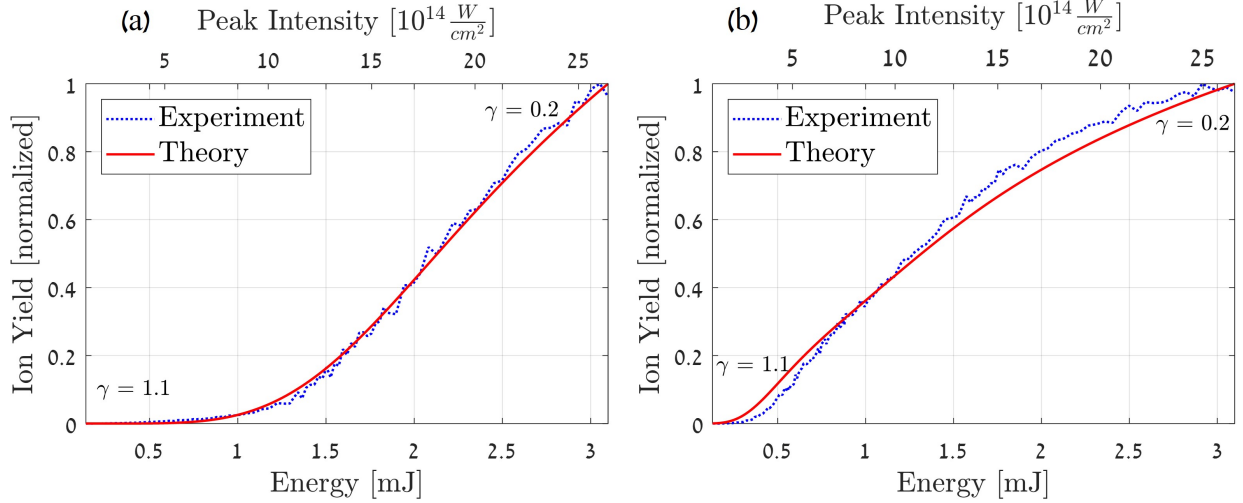 (a)
Peak Intensity [10^14 W/cm^2]
5 10 15 20 25
1
0.8
0.6
0.4
0.2
0
Ion Yield [normalized]
Experiment
Theory
γ = 0.2
γ = 1.1
0.5 1 1.5 2 2.5 3
Energy [mJ]
(b)
Peak Intensity [10^14 W/cm^2]
5 10 15 20 25
1
0.8
0.6
0.4
0.2
0
Ion Yield [normalized]
Experiment
Theory
γ = 0.2
γ = 1.1
0.5 1 1.5 2 2.5 3
Energy [mJ]